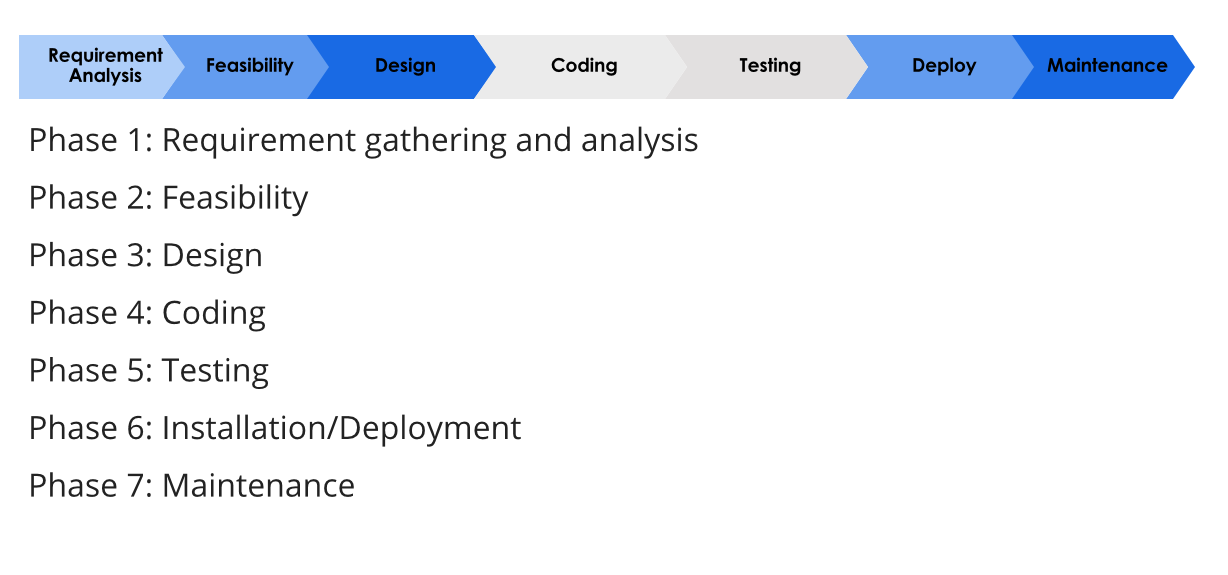 Requirement
Analysis
Feasibility
Design
Coding
Testing
Deploy
Maintenance
Phase 1: Requirement gathering and analysis
Phase 2: Feasibility
Phase 3: Design
Phase 4: Coding
Phase 5: Testing
Phase 6: Installation/Deployment
Phase 7: Maintenance